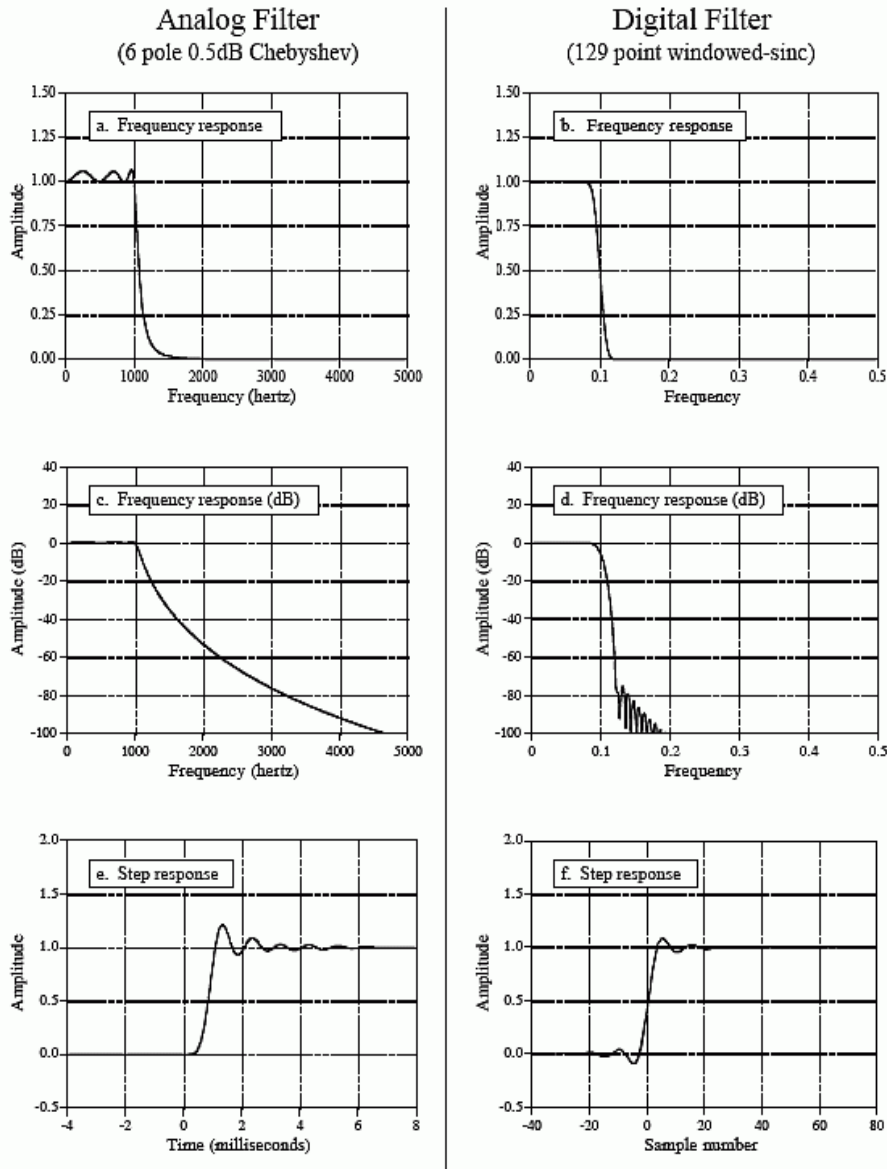 Analog Filter
(6 pole 0.5dB Chebyshev)
Digital Filter
(129 point windowed-sinc)
a. Frequency response
Amplitude
1.50
1.25
1.00
0.75
0.50
0.25
0.00
0 1000 2000 3000 4000 5000
Frequency (hertz)
b. Frequency response
Amplitude
1.50
1.25
1.00
0.75
0.50
0.25
0.00
0 0.1 0.2 0.3 0.4 0.5
Frequency
c. Frequency response (dB)
Amplitude (dB)
40
20
0
-20
-40
-60
-80
-100
0 1000 2000 3000 4000 5000
Frequency (hertz)
d. Frequency response (dB)
Amplitude (dB)
40
20
0
-20
-40
-60
-80
-100
0 0.1 0.2 0.3 0.4 0.5
Frequency
e. Step response
Amplitude
2.0
1.5
1.0
0.5
0.0
-0.5
-4 -2 0 2 4 6 8
Time (milliseconds)
f. Step response
Amplitude
2.0
1.5
1.0
0.5
0.0
-0.5
-40 -20 0 20 40 60 80
Sample number